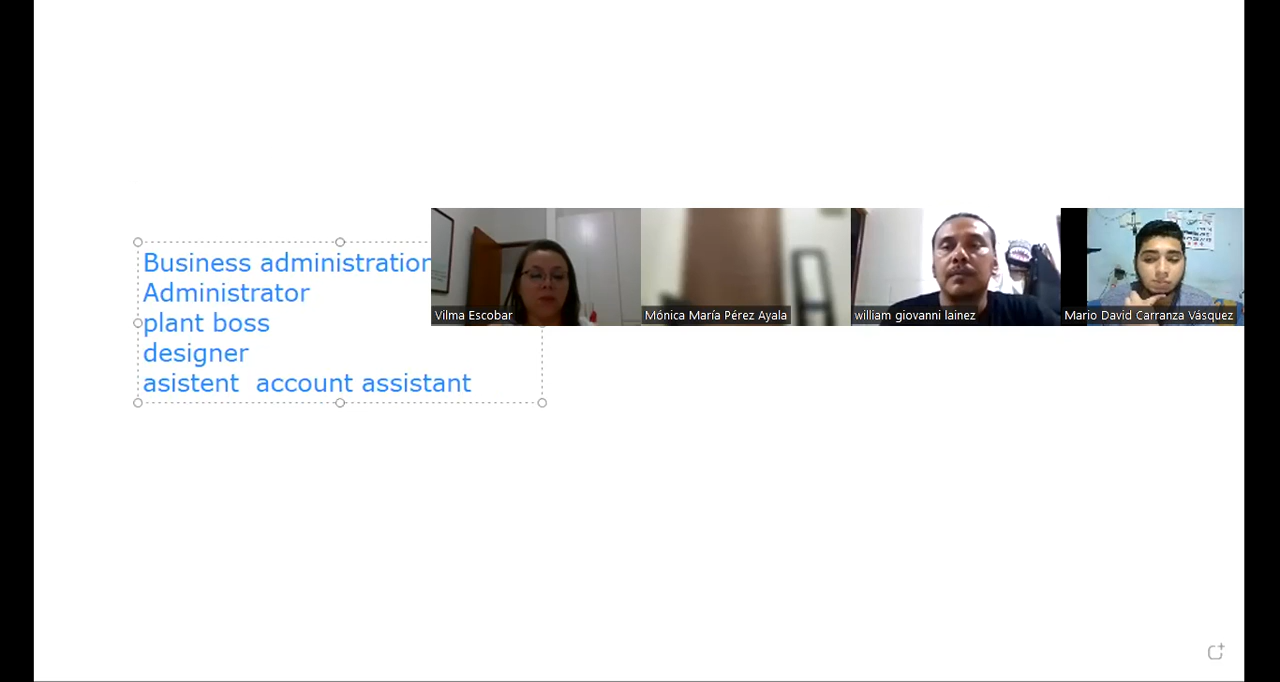 Business administration
Administrator
plant boss
designer
asistent  account assistant
Vilma Escobar
Mónica María Pérez Ayala
william giovanni lainez
Mario David Carranza Vásquez